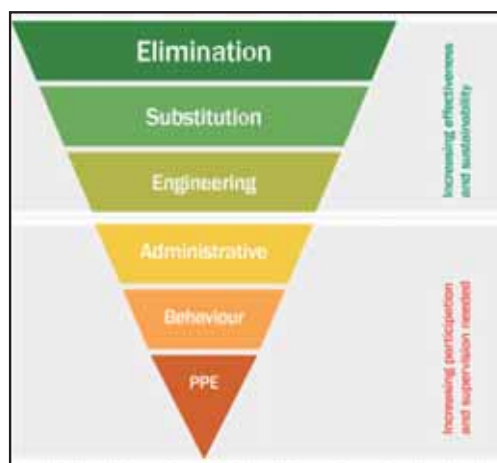 Elimination
Substitution
Engineering
Administrative
Behaviour
PPE
Increasing effectiveness
and sustainability
Increasing participation
and supervision needed